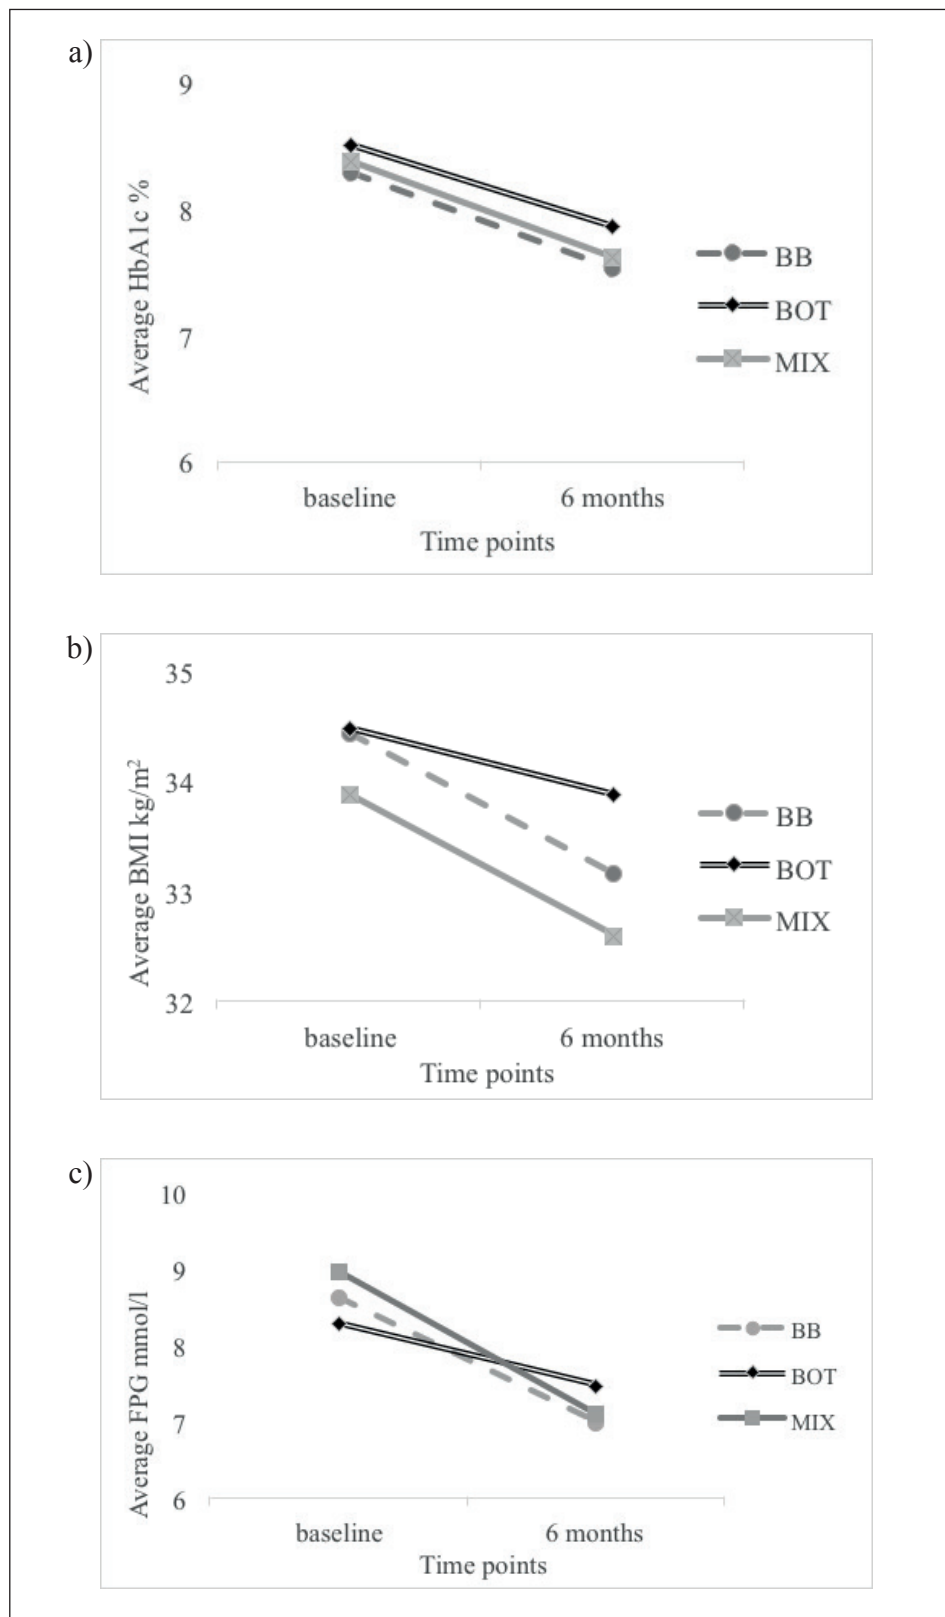 a)
9
8
7
6
Average HbA1c %
baseline 6 months
Time points
BB
BOT
MIX
b)
35
34
33
32
Average BMI kg/m²
baseline 6 months
Time points
BB
BOT
MIX
c)
10
9
8
7
6
Average FPG mmol/l
baseline 6 months
Time points
BB
BOT
MIX